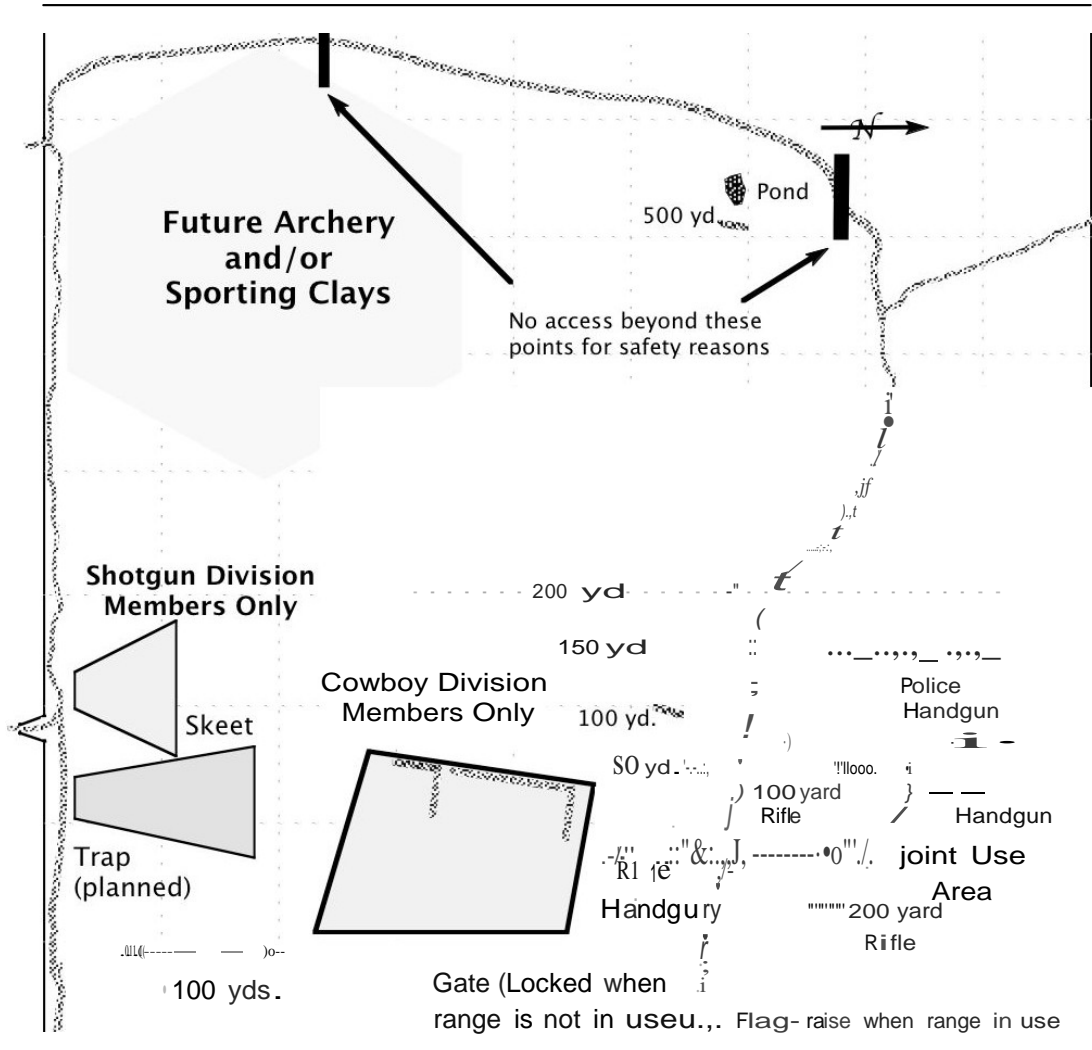 N
Pond
500 yd.
Future Archery
and/or
Sporting Clays
No access beyond these
points for safety reasons
Shotgun Division
Members Only
200 yd
150 yd
Police
Handgun
Cowboy Division
Members Only
100 yd.
Skeet
SO yd.
100 yard
Rifle
Handgun
Trap
(planned)
joint Use
Area
200 yard
Rifle
100 yds.
Gate (Locked when
range is not in
Flag- raise when range in use